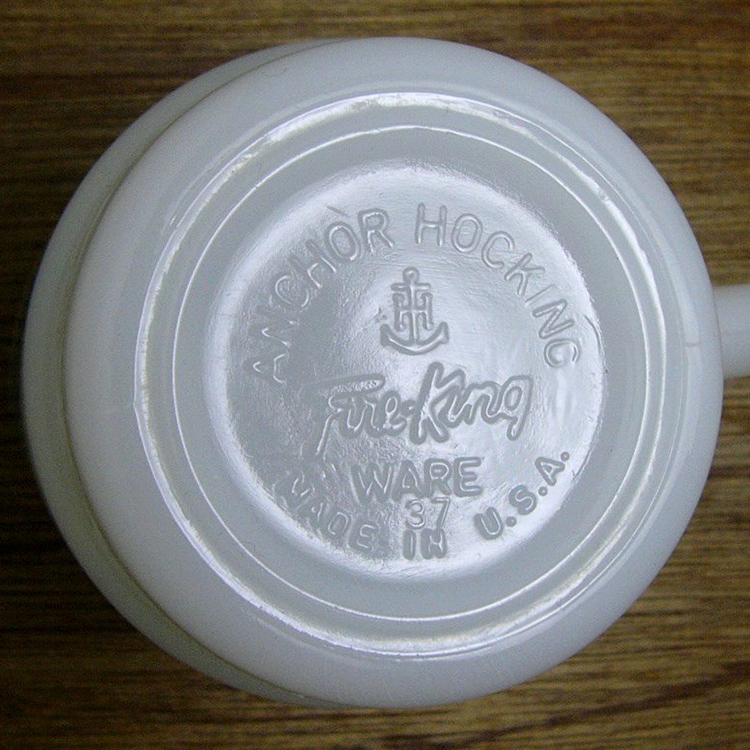 ANCHOR HOCKING
Fire-King
WARE
37
MADE IN U.S.A.